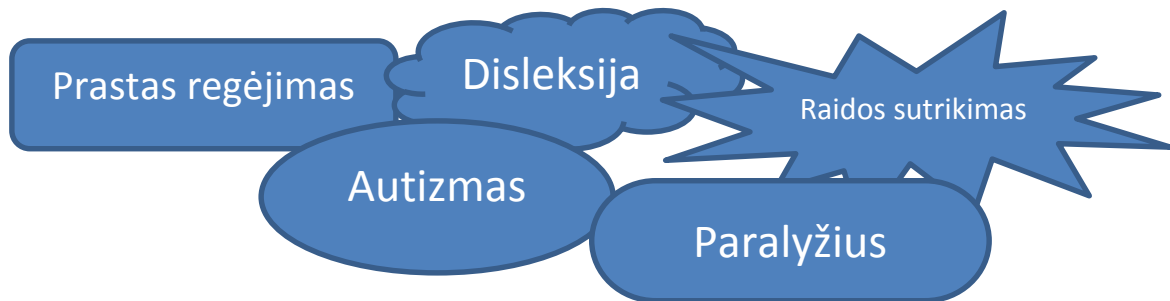 Prastas regėjimas
Disleksija
Raidos sutrikimas
Autizmas
Paralyžius